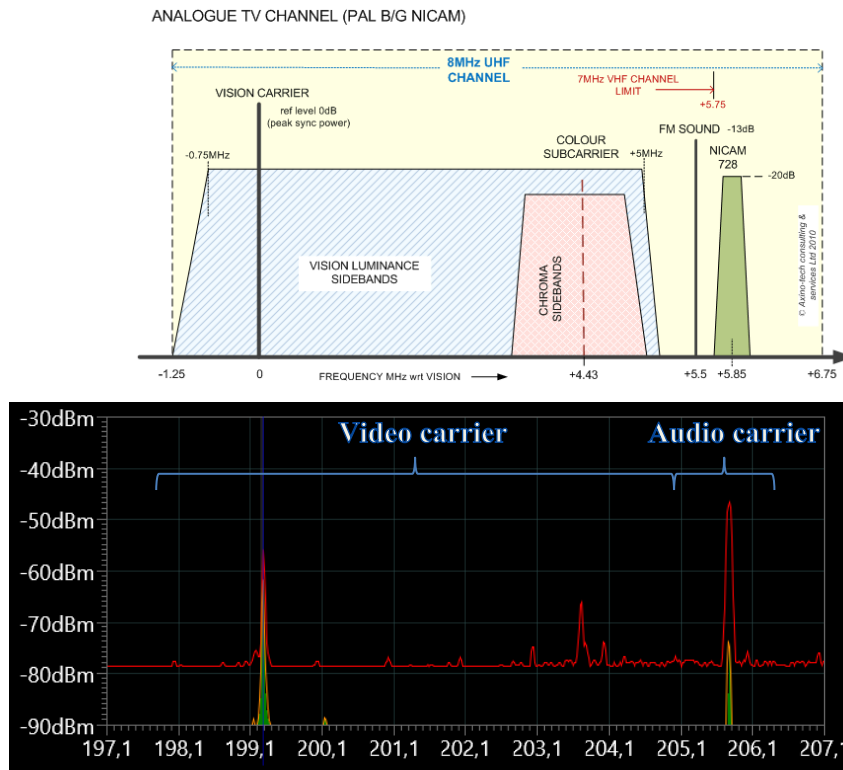 ANALOGUE TV CHANNEL (PAL B/G NICAM)
8MHz UHF
CHANNEL
7MHz VHF CHANNEL
LIMIT
+5.75
VISION CARRIER
ref level 0dB
(peak sync power)
FM SOUND -13dB
COLOUR
SUBCARRIER
NICAM
728
-0.75MHz
+5MHz
-20dB
VISION LUMINANCE
SIDEBANDS
CHROMA
SIDEBANDS
© Axino-tech consulting &
services Ltd 2010
-1.25 0 FREQUENCY MHz wrt VISION +4.43 +5.5 +5.85 +6.75
Video carrier Audio carrier
-30dBm
-40dBm
-50dBm
-60dBm
-70dBm
-80dBm
-90dBm
197,1 198,1 199,1 200,1 201,1 202,1 203,1 204,1 205,1 206,1 207,1